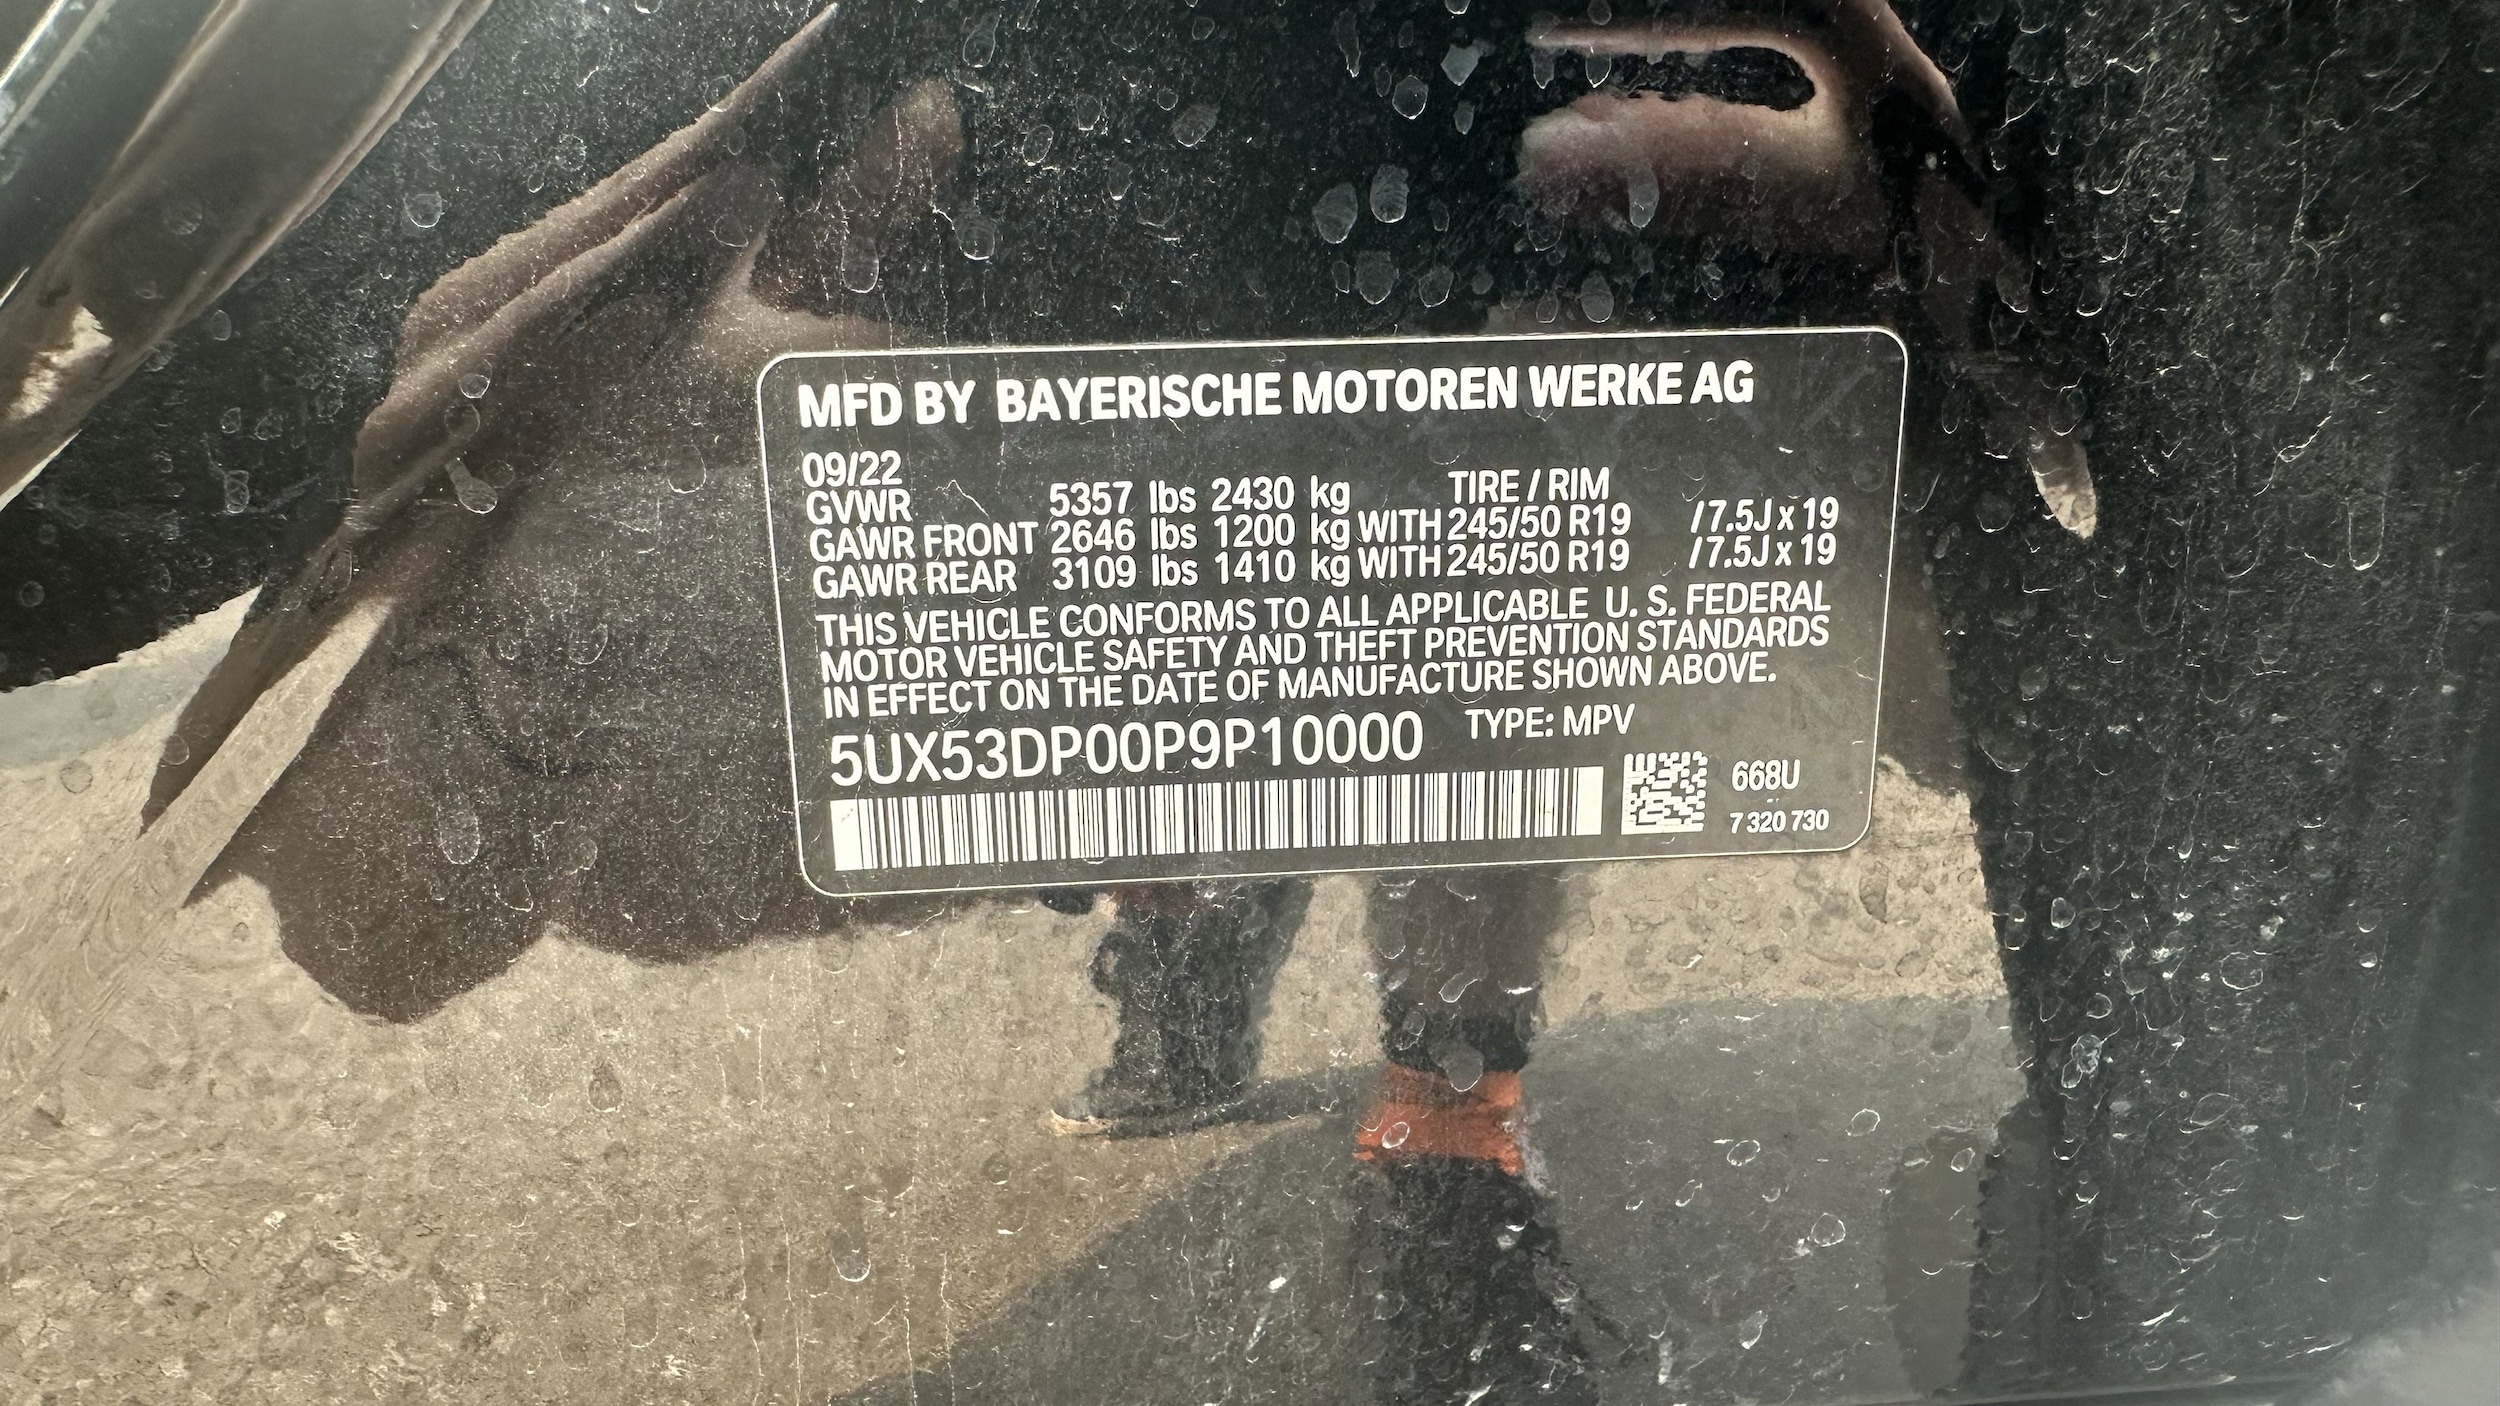 MFD BY BAYERISCHE MOTOREN WERKE AG
09/22
GVWR 5357 lbs 2430 kg TIRE / RIM
GAWR FRONT 2646 lbs 1200 kg WITH 245/50 R19 / 7.5J x 19
GAWR REAR 3109 lbs 1410 kg WITH 245/50 R19 / 7.5J x 19
THIS VEHICLE CONFORMS TO ALL APPLICABLE U. S. FEDERAL
MOTOR VEHICLE SAFETY AND THEFT PREVENTION STANDARDS
IN EFFECT ON THE DATE OF MANUFACTURE SHOWN ABOVE.
5UX53DP00P9P10000 TYPE: MPV
668U
7 320 730